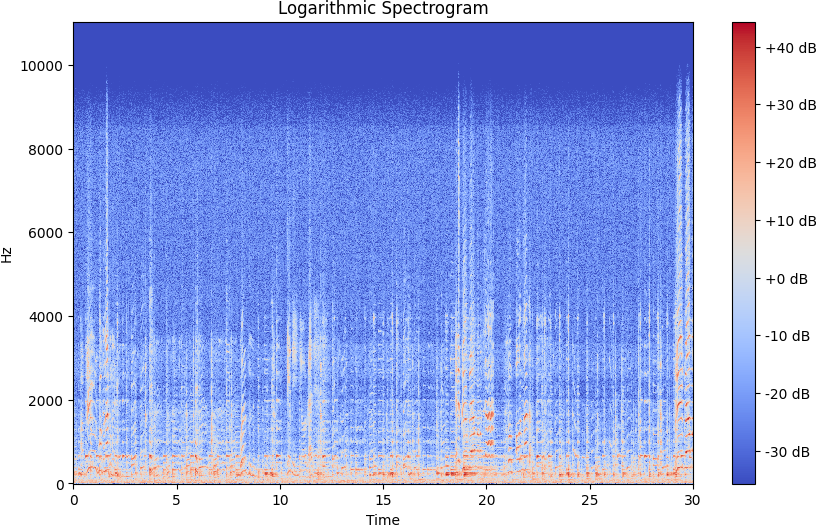 Logarithmic Spectrogram
Hz
10000
8000
6000
4000
2000
0
0 5 10 15 20 25 30
Time
+40 dB
+30 dB
+20 dB
+10 dB
+0 dB
-10 dB
-20 dB
-30 dB